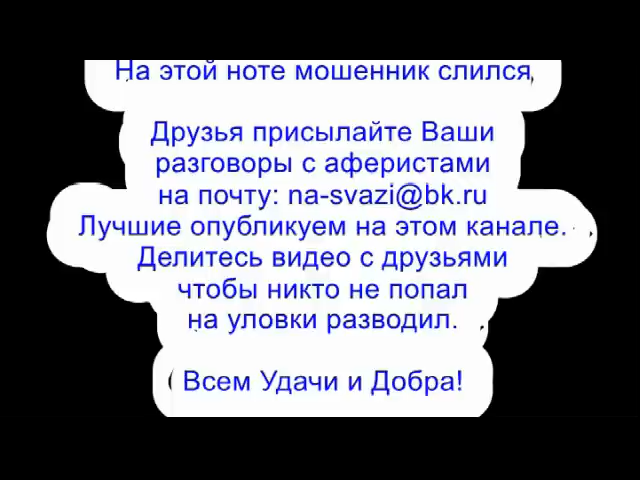 На этой ноте мошенник слился,
Друзья присылайте Ваши
разговоры с аферистами
на почту: na-svazi@bk.ru
Лучшие опубликуем на этом канале.
Делитесь видео с друзьями
чтобы никто не попал
на уловки разводил.
Всем Удачи и Добра!